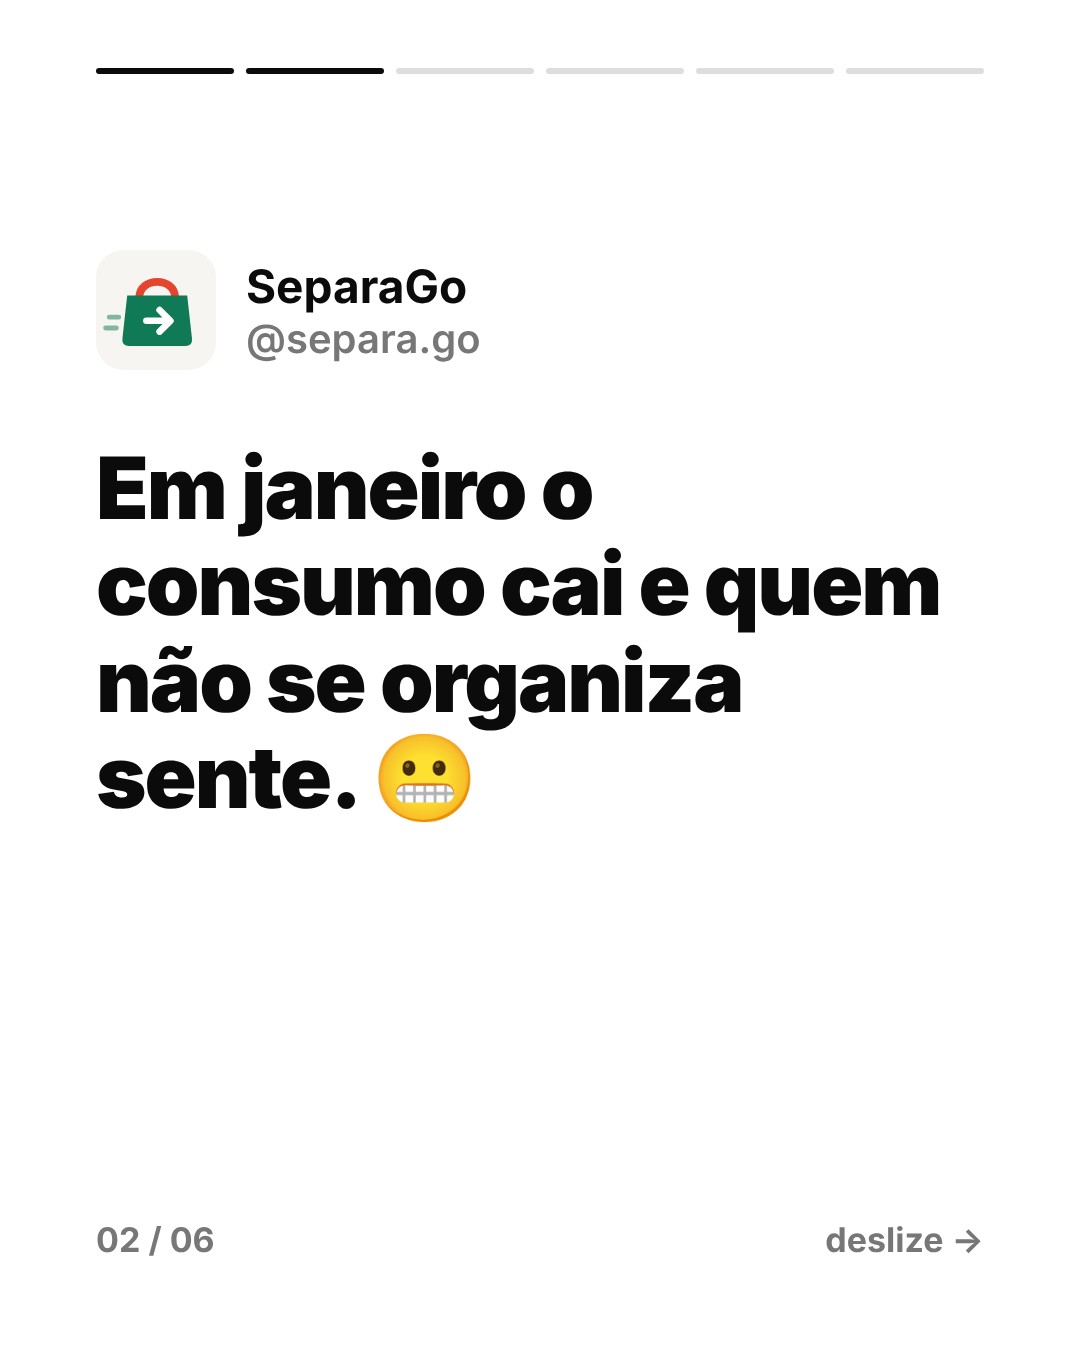 SeparaGo
@separa.go
Em janeiro o
consumo cai e quem
não se organiza
sente. 😬
02 / 06
deslize →